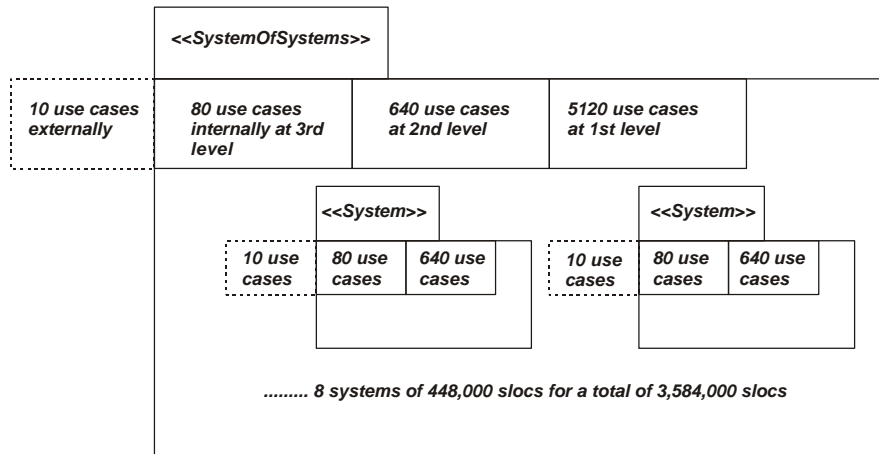 <<SystemOfSystems>>
10 use cases
externally
80 use cases
internally at 3rd
level
640 use cases
at 2nd level
5120 use cases
at 1st level
<<System>>
10 use
cases
80 use
cases
640 use
cases
<<System>>
10 use
cases
80 use
cases
640 use
cases
......... 8 systems of 448,000 slocs for a total of 3,584,000 slocs